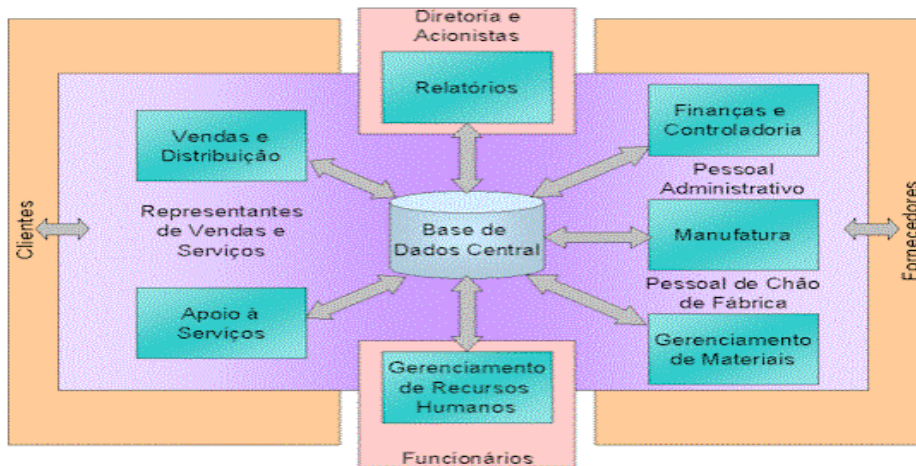 Diretoria e
Acionistas
Relatórios
Vendas e
Distribuição
Finanças e
Controladoria
Pessoal
Administrativo
Clientes
Representantes
de Vendas e
Serviços
Base de
Dados Central
Manufatura
Fornecedores
Pessoal de Chão
de Fábrica
Apoio à
Serviços
Gerenciamento
de Materiais
Gerenciamento
de Recursos
Humanos
Funcionários